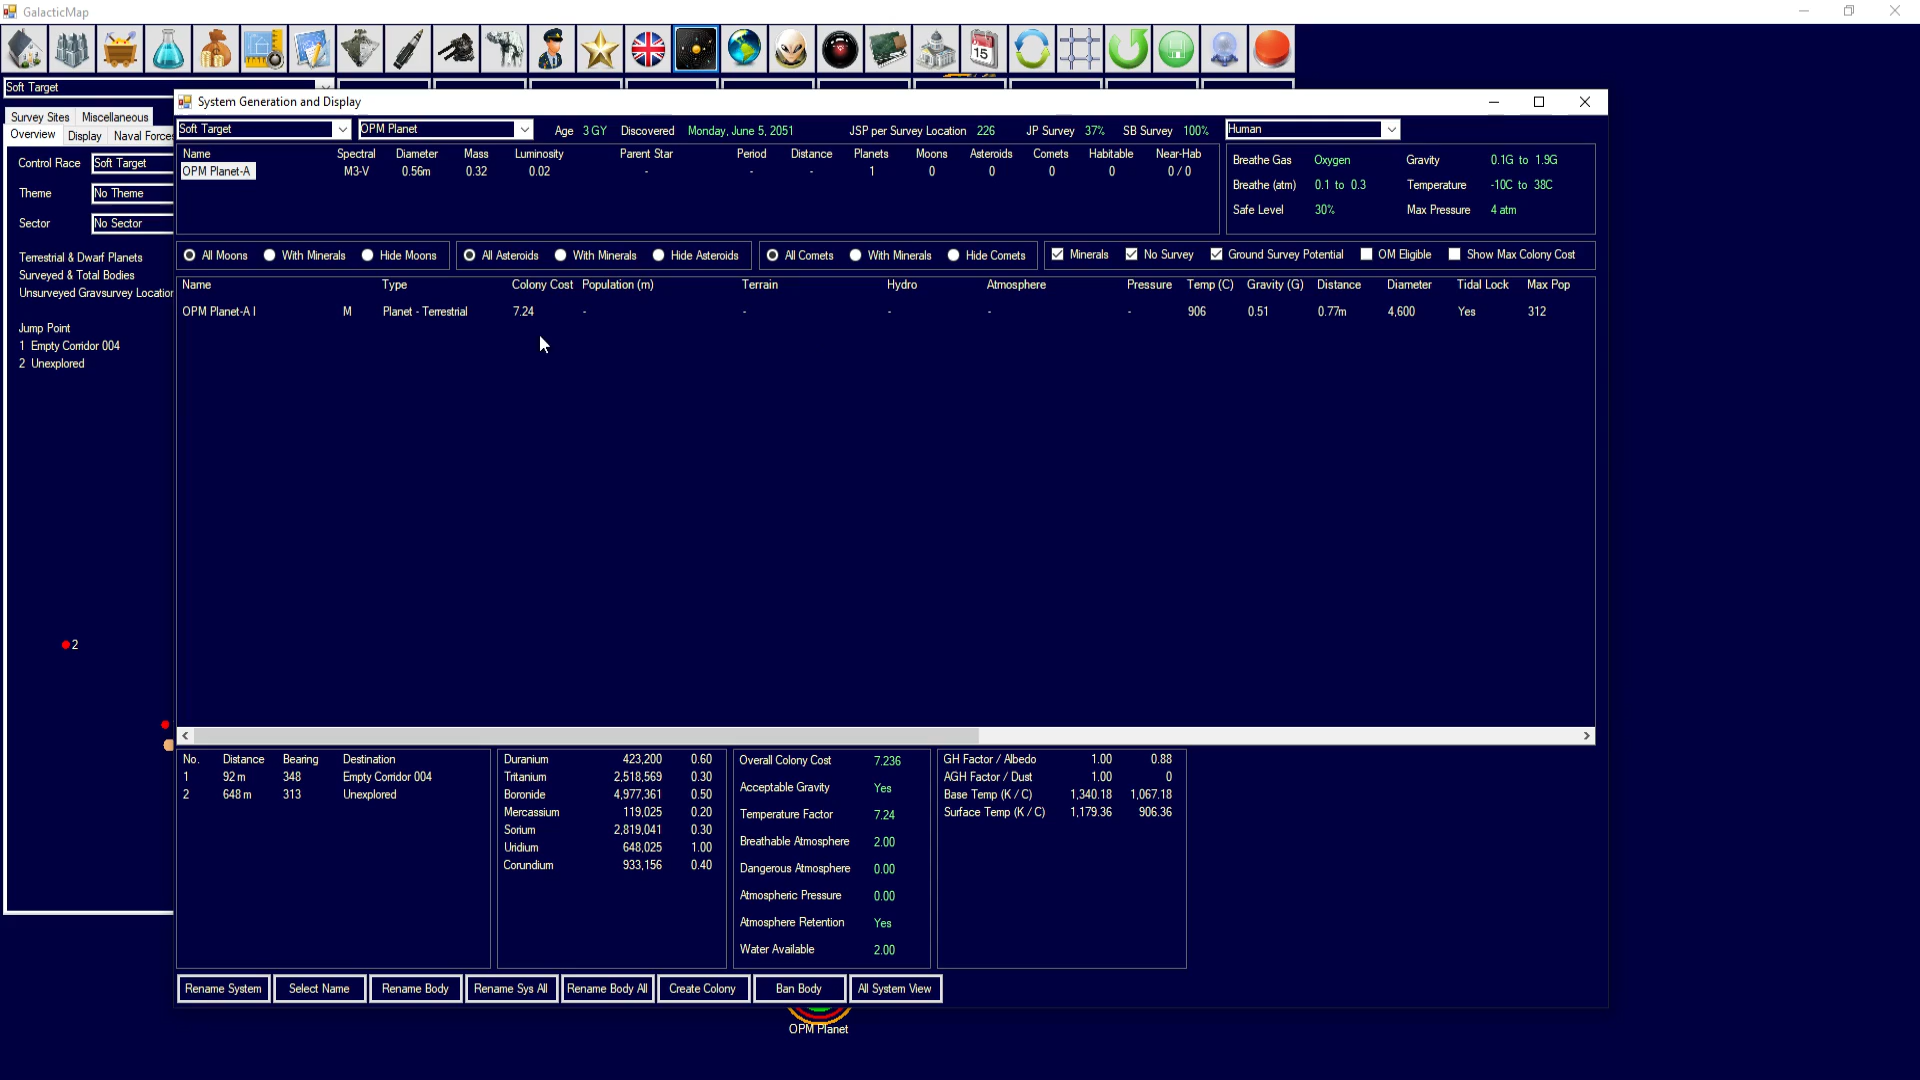 GalacticMap
15
Soft Target
Survey Sites Miscellaneous
Overview Display Naval Forces
Control Race Soft Target
Theme No Theme
Sector No Sector
Terrestrial & Dwarf Planets
Surveyed & Total Bodies
Unsurveyed Gravsurvey Location
Jump Point
1 Empty Corridor 004
2 Unexplored
2
System Generation and Display
Soft Target OPM Planet Age 3 GY Discovered Monday, June 5, 2051 JSP per Survey Location 226 JP Survey 37% SB Survey 100% Human
Name Spectral Diameter Mass Luminosity Parent Star Period Distance Planets Moons Asteroids Comets Habitable Near-Hab
OPM Planet-A M3-V 0.56m 0.32 0.02 - - - 1 0 0 0 0 0 / 0
Breathe Gas Oxygen Gravity 0.1G to 1.9G
Breathe (atm) 0.1 to 0.3 Temperature -10C to 38C
Safe Level 30% Max Pressure 4 atm
All Moons With Minerals Hide Moons All Asteroids With Minerals Hide Asteroids All Comets With Minerals Hide Comets Minerals No Survey Ground Survey Potential OM Eligible Show Max Colony Cost
Name Type Colony Cost Population (m) Terrain Hydro Atmosphere Pressure Temp (C) Gravity (G) Distance Diameter Tidal Lock Max Pop
OPM Planet-A I M Planet - Terrestrial 7.24 - - - - - 906 0.51 0.77m 4,600 Yes 312
No. Distance Bearing Destination
1 92 m 348 Empty Corridor 004
2 648 m 313 Unexplored
Duranium 423,200 0.60
Tritanium 2,518,569 0.30
Boronide 4,977,361 0.50
Mercassium 119,025 0.20
Sorium 2,819,041 0.30
Uridium 648,025 1.00
Corundium 933,156 0.40
Overall Colony Cost 7.236
Acceptable Gravity Yes
Temperature Factor 7.24
Breathable Atmosphere 2.00
Dangerous Atmosphere 0.00
Atmospheric Pressure 0.00
Atmosphere Retention Yes
Water Available 2.00
GH Factor / Albedo 1.00 0.88
AGH Factor / Dust 1.00 0
Base Temp (K / C) 1,340.18 1,067.18
Surface Temp (K / C) 1,179.36 906.36
Rename System Select Name Rename Body Rename Sys All Rename Body All Create Colony Ban Body All System View
OPM Planet